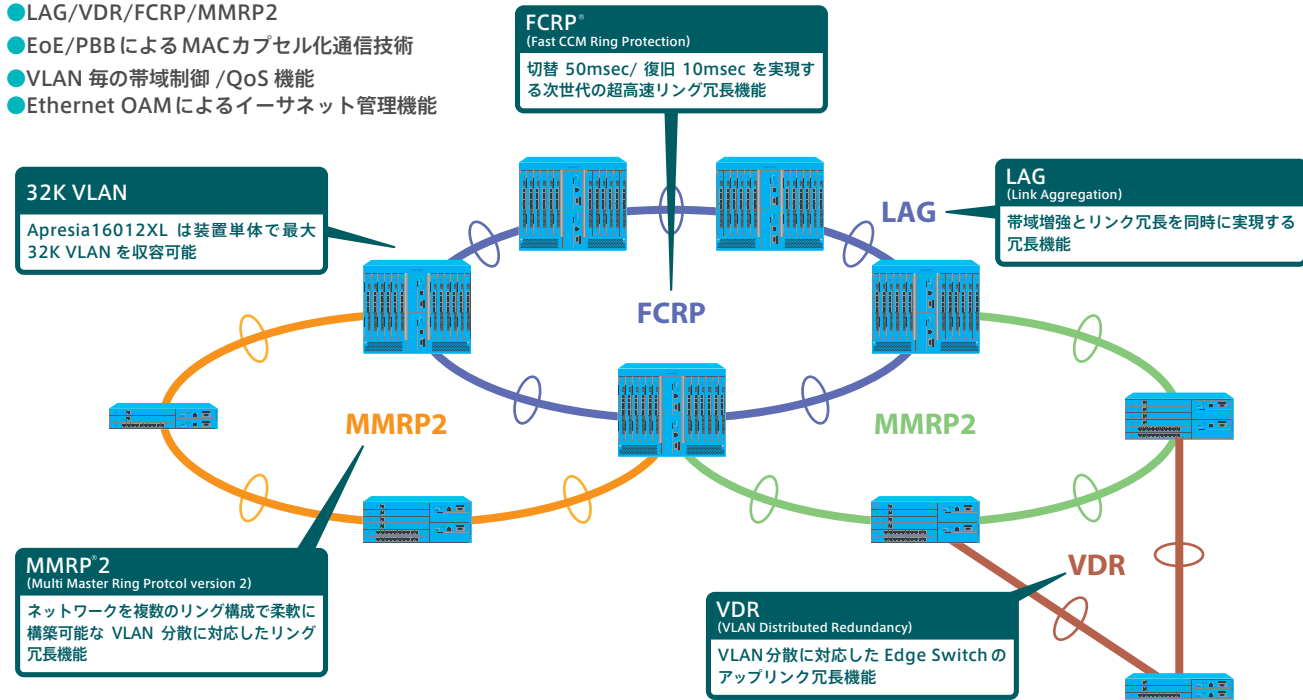 ●LAG/VDR/FCRP/MMRP2
●EoE/PBBによるMACカプセル化通信技術
●VLAN 毎の帯域制御 /QoS 機能
●Ethernet OAMによるイーサネット管理機能
FCRP®
(Fast CCM Ring Protection)
切替 50msec/ 復旧 10msec を実現す
る次世代の超高速リング冗長機能
32K VLAN
Apresia16012XL は装置単体で最大
32K VLAN を収容可能
LAG
LAG
(Link Aggregation)
帯域増強とリンク冗長を同時に実現する
冗長機能
FCRP
MMRP2
MMRP2
MMRP®2
(Multi Master Ring Protcol version 2)
ネットワークを複数のリング構成で柔軟に
構築可能な VLAN 分散に対応したリング
冗長機能
VDR
VDR
(VLAN Distributed Redundancy)
VLAN分散に対応した Edge Switchの
アップリンク冗長機能